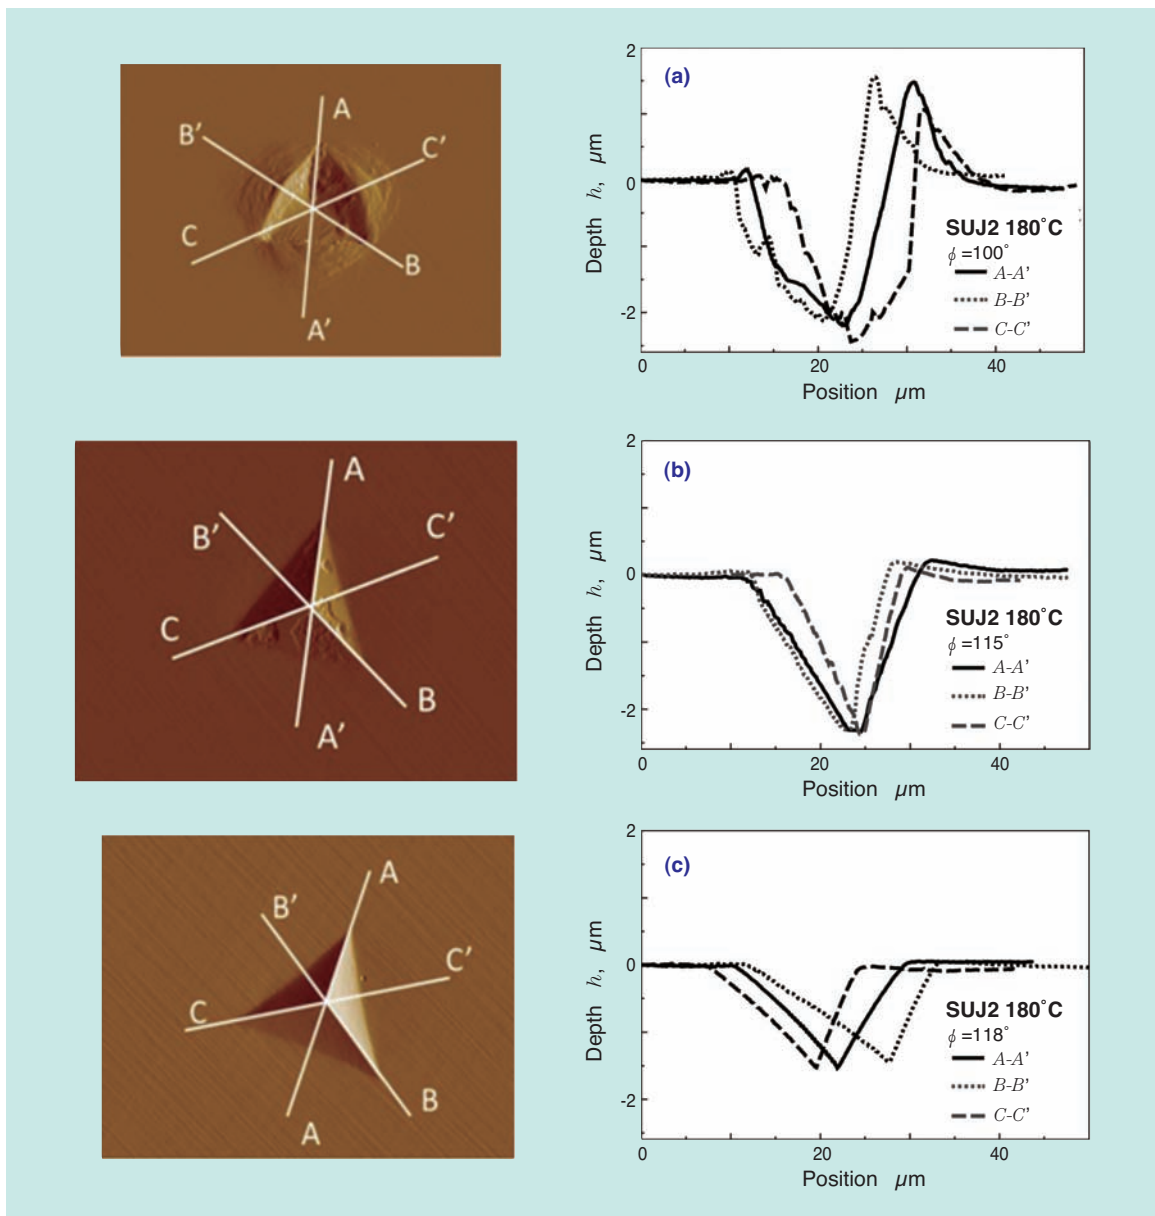 A
B'
C'
C
B
A'
(a)
2
0
-2
Depth h, µm
SUJ2 180°C
ϕ=100°
A-A'
B-B'
C-C'
0
20
40
Position µm
A
B'
C'
C
B
A'
(b)
2
0
-2
Depth h, µm
SUJ2 180°C
ϕ=115°
A-A'
B-B'
C-C'
0
20
40
Position µm
A
B'
C'
C
B
A
(c)
2
0
-2
Depth h, µm
SUJ2 180°C
ϕ=118°
A-A'
B-B'
C-C'
0
20
40
Position µm